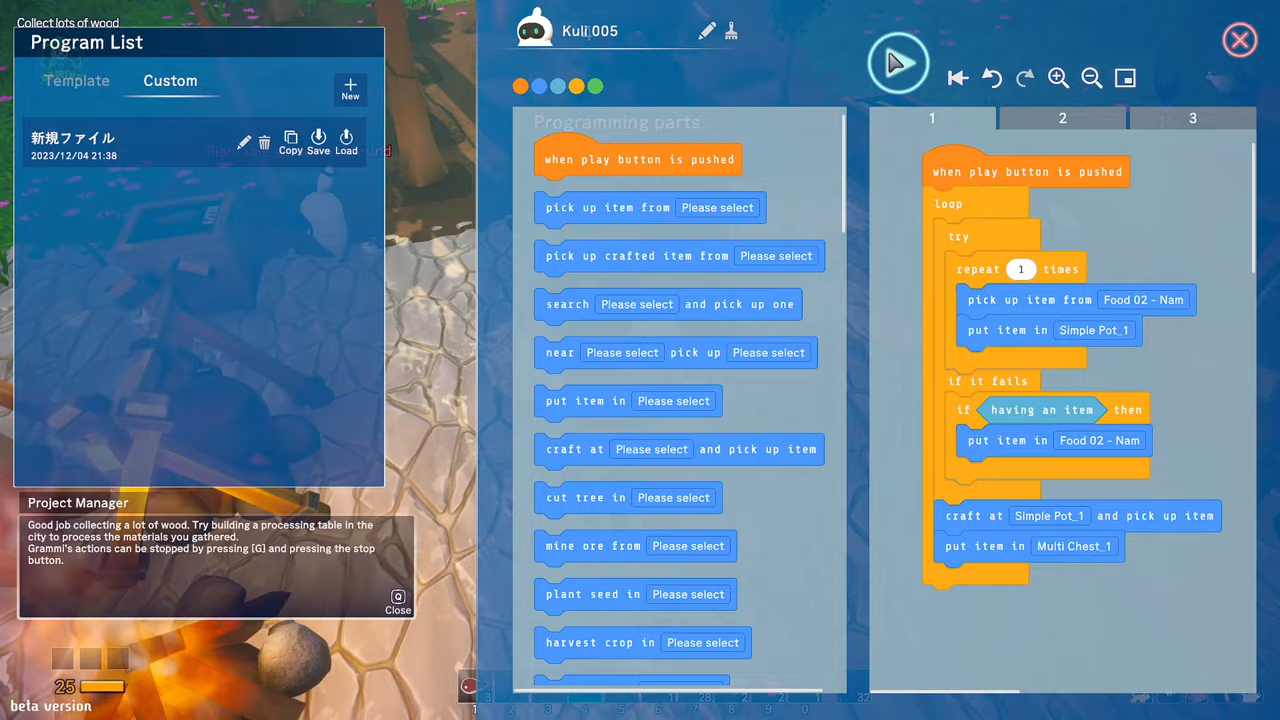 Collect lots of wood
Program List
Template
Custom
New
新規ファイル
2023/12/04 21:38
Copy
Save
Load
Project Manager
Good job collecting a lot of wood. Try building a processing table in the
city to process the materials you gathered.
Grammi's actions can be stopped by pressing [G] and pressing the stop
button.
Q
Close
25
beta version
Kuli 005
Programming parts
when play button is pushed
pick up item from Please select
pick up crafted item from Please select
search Please select and pick up one
near Please select pick up Please select
put item in Please select
craft at Please select and pick up item
cut tree in Please select
mine ore from Please select
plant seed in Please select
harvest crop in Please select
1 2 3
when play button is pushed
loop
try
repeat 1 times
pick up item from Food 02 - Nam
put item in Simple Pot_1
if it fails
if having an item then
put item in Food 02 - Nam
craft at Simple Pot_1 and pick up item
put item in Multi Chest_1